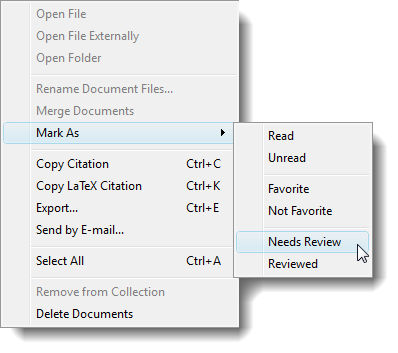 Open File
Open File Externally
Open Folder
Rename Document Files...
Merge Documents
Mark As
Copy Citation Ctrl+C
Copy LaTeX Citation Ctrl+K
Export... Ctrl+E
Send by E-mail...
Select All Ctrl+A
Remove from Collection
Delete Documents
Read
Unread
Favorite
Not Favorite
Needs Review
Reviewed